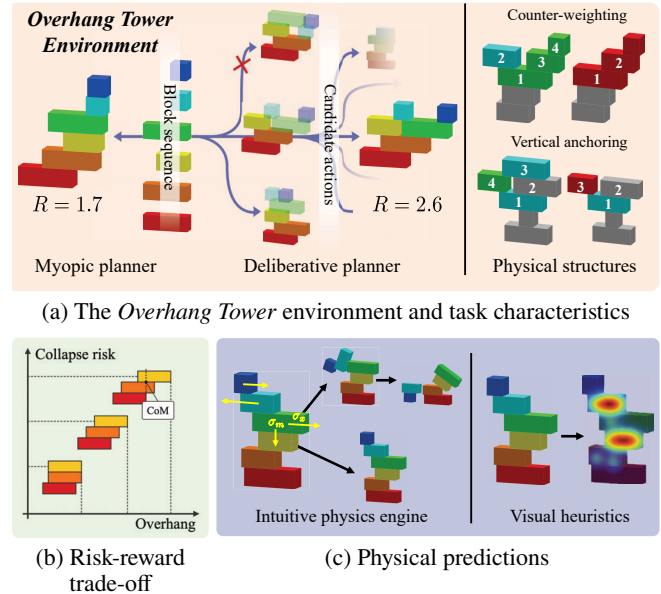 Overhang Tower
Environment
Block sequence
Candidate actions
R = 1.7
R = 2.6
Myopic planner
Deliberative planner
Counter-weighting
2
3
4
1
2
1
Vertical anchoring
3
4
2
1
3
2
1
Physical structures
(a) The Overhang Tower environment and task characteristics
Collapse risk
CoM
Overhang
(b) Risk-reward
trade-off
σx
σm
Intuitive physics engine
Visual heuristics
(c) Physical predictions